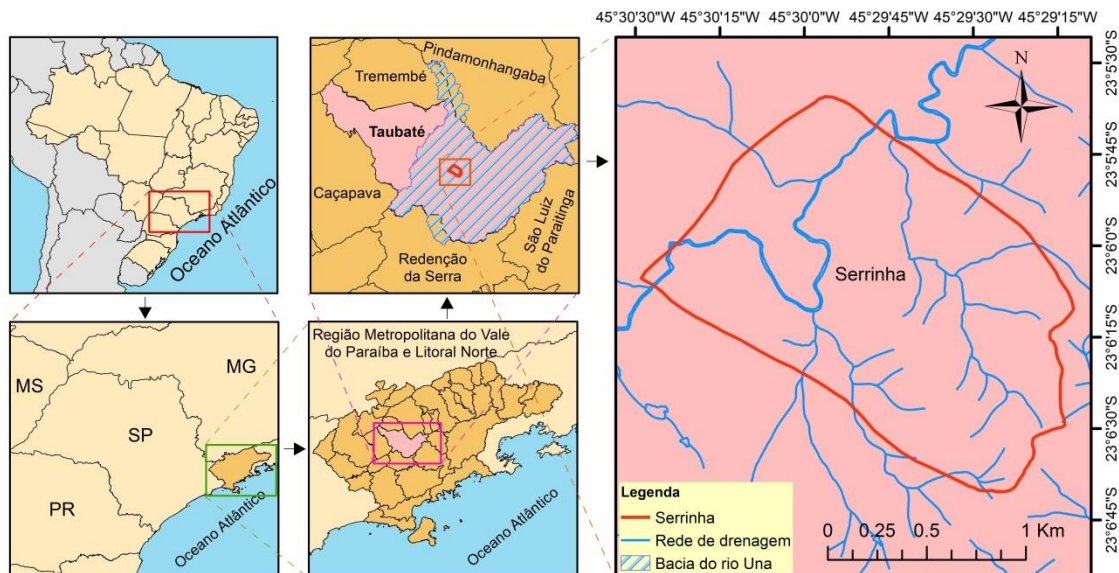 Oceano Atlântico
MS
MG
SP
PR
Oceano Atlântico
Região Metropolitana do Vale
do Paraíba e Litoral Norte
Pindamonhangaba
Tremembé
Taubaté
Caçapava
São Luiz
do Paraitinga
Redenção
da Serra
45°30'30"W 45°30'15"W 45°30'0"W 45°29'45"W 45°29'30"W 45°29'15"W
23°5'30"S
23°5'45"S
23°6'0"S
23°6'15"S
23°6'30"S
23°6'45"S
N
Serrinha
Legenda
Serrinha
Rede de drenagem
Bacia do rio Una
0 0.25 0.5 1 Km